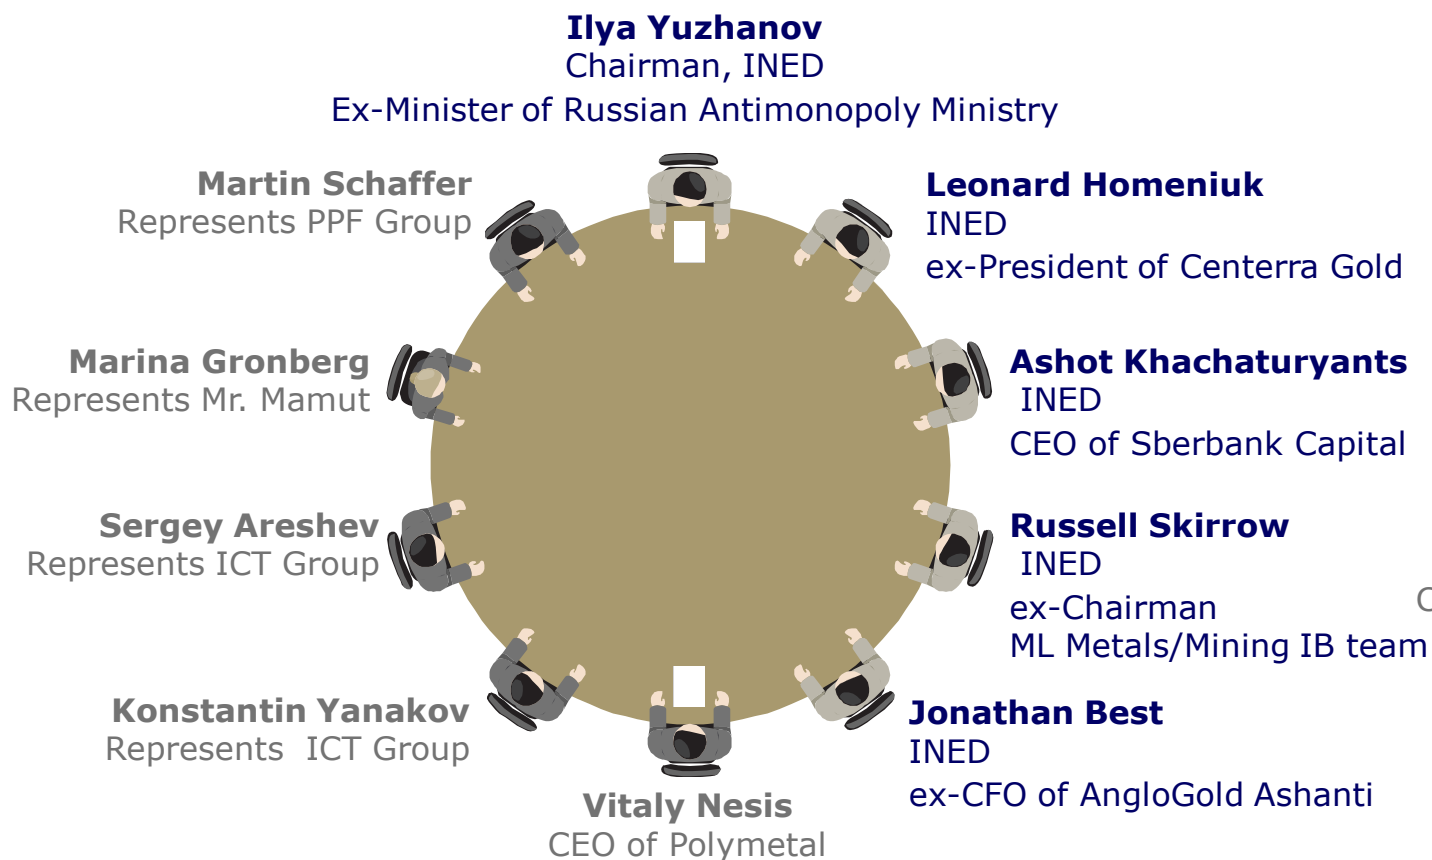 Ilya Yuzhanov
Chairman, INED
Ex-Minister of Russian Antimonopoly Ministry
Martin Schaffer
Represents PPF Group
Leonard Homeniuk
INED
ex-President of Centerra Gold
Marina Gronberg
Represents Mr. Mamut
Ashot Khachaturyants
INED
CEO of Sberbank Capital
Sergey Areshev
Represents ICT Group
Russell Skirrow
INED
ex-Chairman
ML Metals/Mining IB team
Konstantin Yanakov
Represents ICT Group
Jonathan Best
INED
ex-CFO of AngloGold Ashanti
Vitaly Nesis
CEO of Polymetal